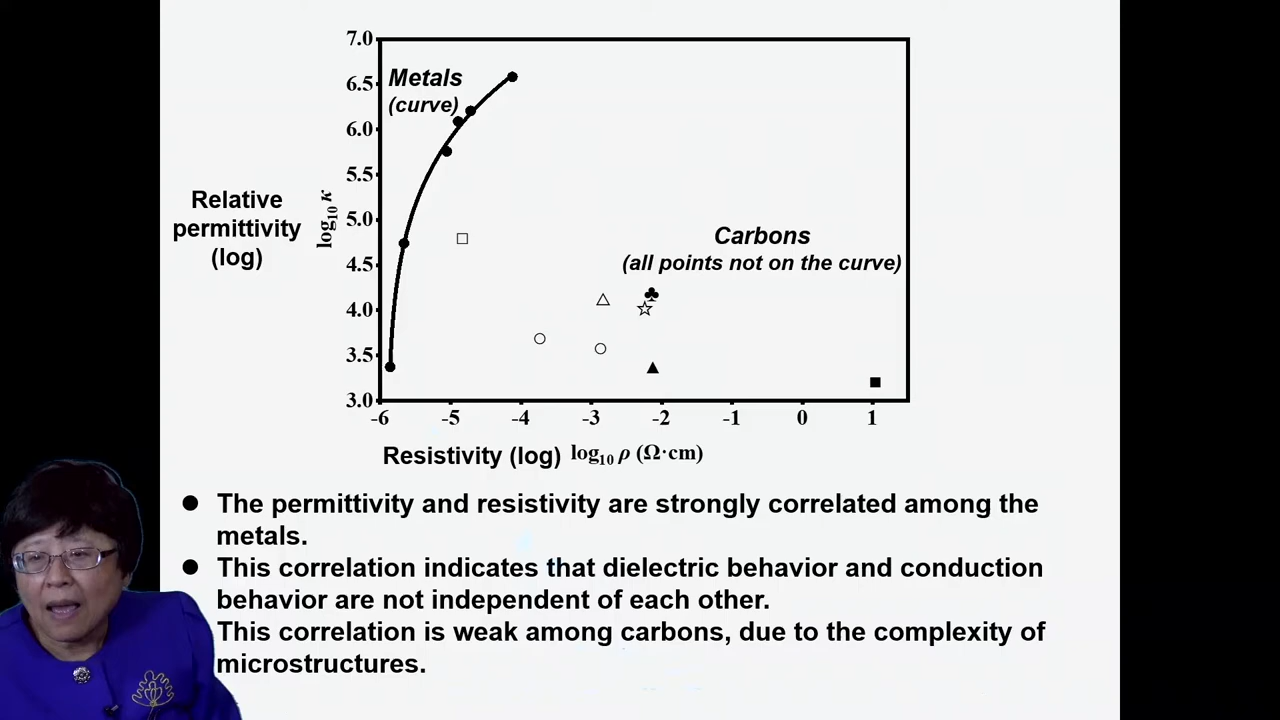 7.0
6.5
6.0
5.5
5.0
4.5
4.0
3.5
3.0
Metals
(curve)
Relative
permittivity
(log)
log10 κ
Carbons
(all points not on the curve)
-6 -5 -4 -3 -2 -1 0 1
Resistivity (log) log10 ρ (Ω·cm)
● The permittivity and resistivity are strongly correlated among the
metals.
● This correlation indicates that dielectric behavior and conduction
behavior are not independent of each other.
This correlation is weak among carbons, due to the complexity of
microstructures.